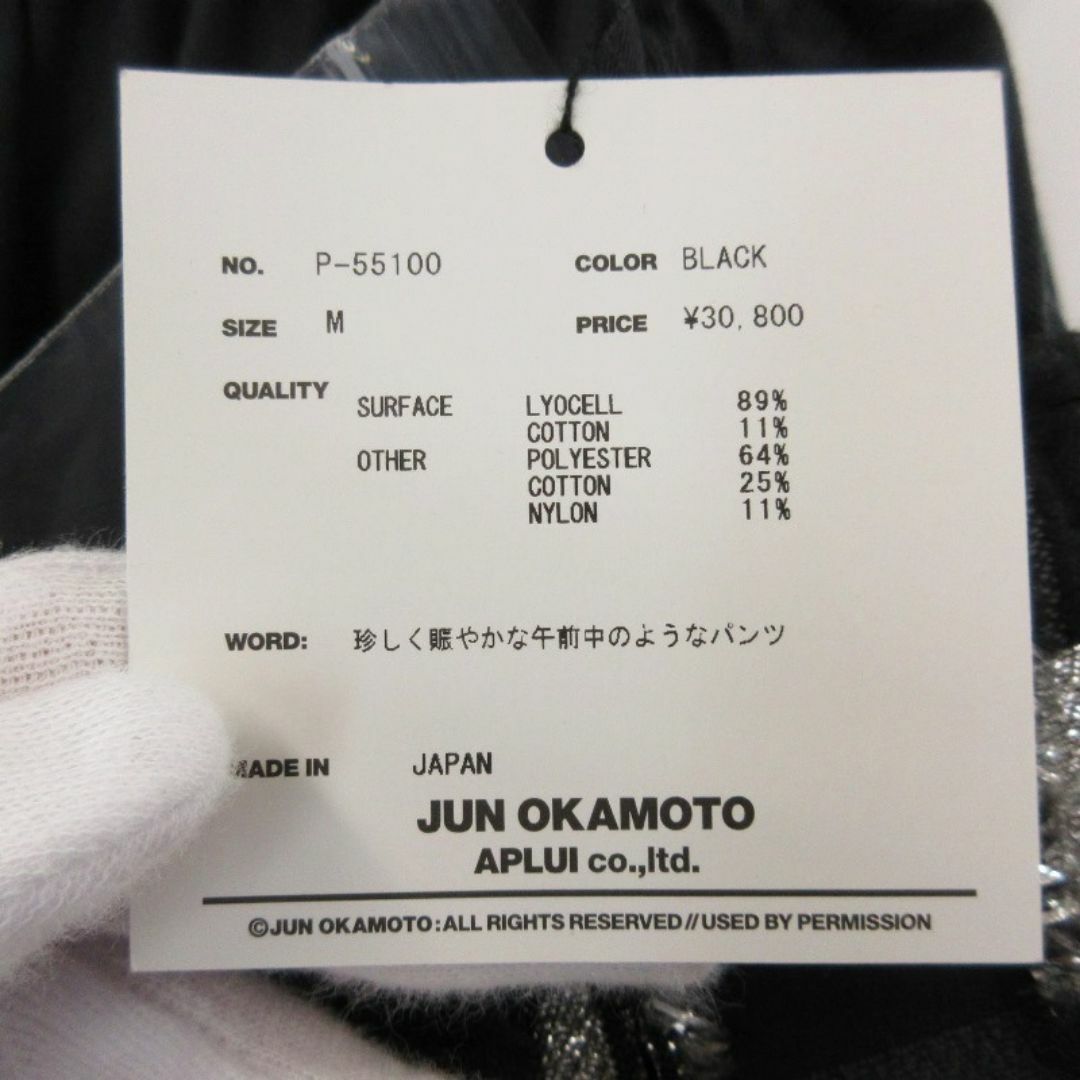 NO. P-55100 COLOR BLACK
SIZE M PRICE ¥30,800
QUALITY SURFACE LYOCELL 89%
COTTON 11%
OTHER POLYESTER 64%
COTTON 25%
NYLON 11%
WORD: 珍しく賑やかな午前中のようなパンツ
MADE IN JAPAN
JUN OKAMOTO
APLUI co.,ltd.
©JUN OKAMOTO:ALL RIGHTS RESERVED//USED BY PERMISSION